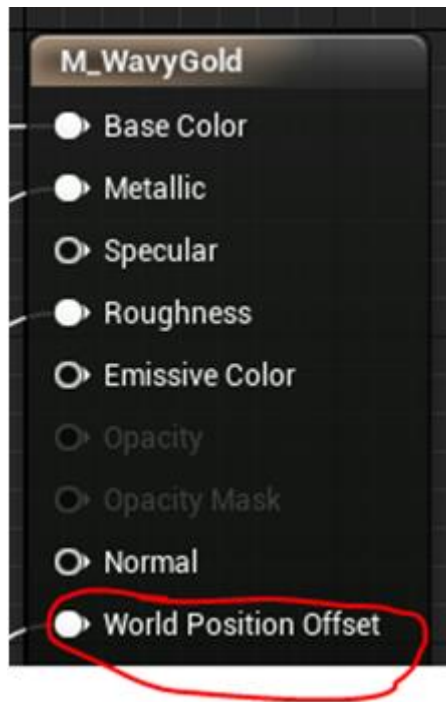 M_WavyGold
Base Color
Metallic
Specular
Roughness
Emissive Color
Opacity
Opacity Mask
Normal
World Position Offset